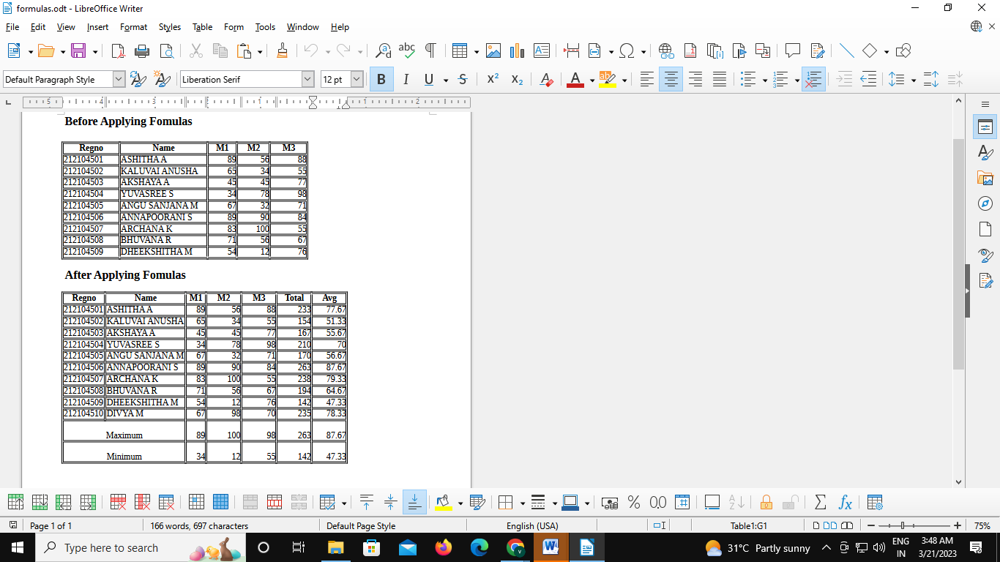 formulas.odt - LibreOffice Writer
File Edit View Insert Format Styles Table Form Tools Window Help
Default Paragraph Style Liberation Serif 12 pt B I U S X² X₂ A A ab
5 4 3 1 1 2
Before Applying Fomulas
Regno Name M1 M2 M3
212104501 ASHITHA A 89 56 88
212104502 KALUVAI ANUSHA 65 34 55
212104503 AKSHAYA A 45 45 77
212104504 YUVASREE S 34 78 98
212104505 ANGU SANJANA M 67 32 71
212104506 ANNAPOORANI S 89 90 84
212104507 ARCHANA K 83 100 55
212104508 BHUVANA R 71 56 67
212104509 DHEEKSHITHA M 54 12 76
After Applying Fomulas
Regno Name M1 M2 M3 Total Avg
212104501 ASHITHA A 89 56 88 233 77.67
212104502 KALUVAI ANUSHA 65 34 55 154 51.33
212104503 AKSHAYA A 45 45 77 167 55.67
212104504 YUVASREE S 34 78 98 210 70
212104505 ANGU SANJANA M 67 32 71 170 56.67
212104506 ANNAPOORANI S 89 90 84 263 87.67
212104507 ARCHANA K 83 100 55 238 79.33
212104508 BHUVANA R 71 56 67 194 64.67
212104509 DHEEKSHITHA M 54 12 76 142 47.33
212104510 DIVYA M 67 98 70 235 78.33
Maximum 89 100 98 263 87.67
Minimum 34 12 55 142 47.33
Page 1 of 1 166 words, 697 characters Default Page Style English (USA) Table1:G1 75%
Type here to search 31°C Partly sunny ENG IN 3:48 AM 3/21/2023